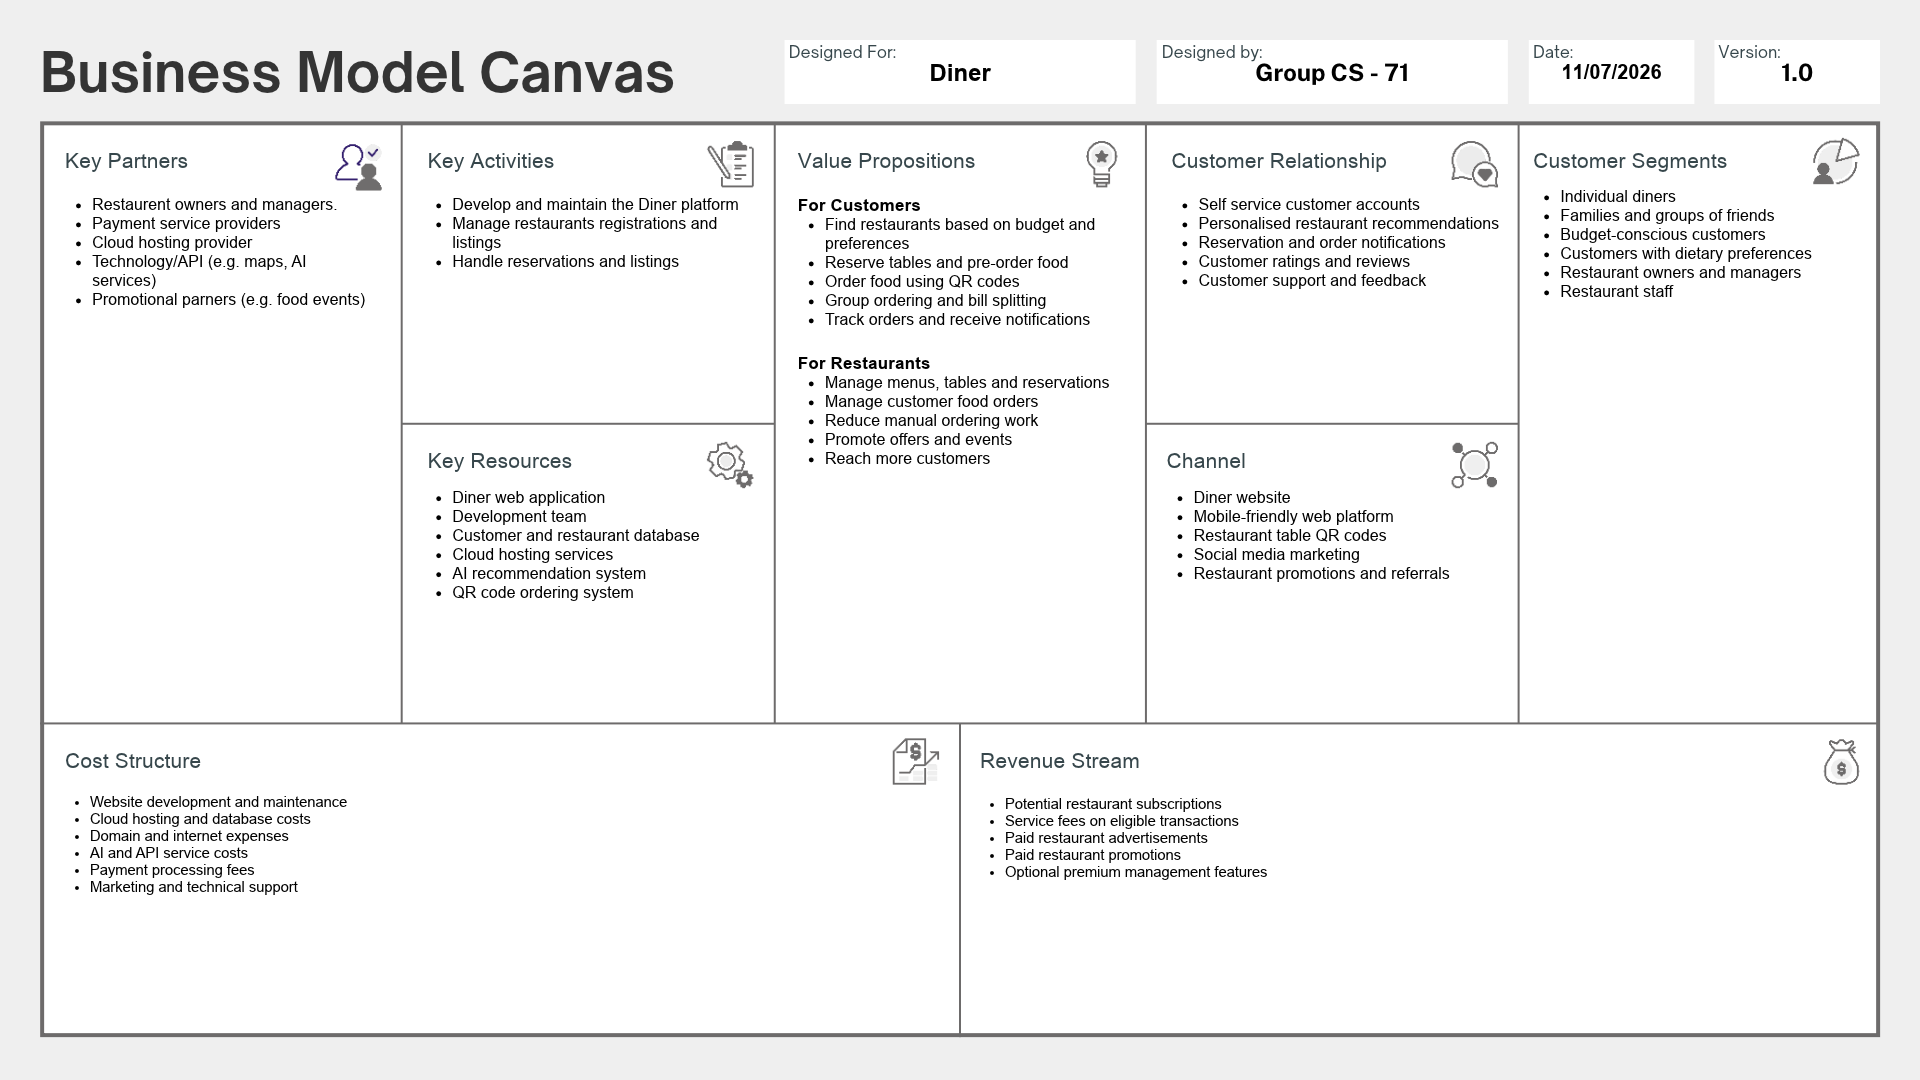 Business Model Canvas
Designed For:
Diner
Designed by:
Group CS - 71
Date:
11/07/2026
Version:
1.0
Key Partners
Restaurent owners and managers.
Payment service providers
Cloud hosting provider
Technology/API (e.g. maps, AI
services)
Promotional parners (e.g. food events)
Key Activities
Develop and maintain the Diner platform
Manage restaurants registrations and
listings
Handle reservations and listings
Key Resources
Diner web application
Development team
Customer and restaurant database
Cloud hosting services
AI recommendation system
QR code ordering system
Value Propositions
For Customers
Find restaurants based on budget and
preferences
Reserve tables and pre-order food
Order food using QR codes
Group ordering and bill splitting
Track orders and receive notifications
For Restaurants
Manage menus, tables and reservations
Manage customer food orders
Reduce manual ordering work
Promote offers and events
Reach more customers
Customer Relationship
Self service customer accounts
Personalised restaurant recommendations
Reservation and order notifications
Customer ratings and reviews
Customer support and feedback
Channel
Diner website
Mobile-friendly web platform
Restaurant table QR codes
Social media marketing
Restaurant promotions and referrals
Customer Segments
Individual diners
Families and groups of friends
Budget-conscious customers
Customers with dietary preferences
Restaurant owners and managers
Restaurant staff
Cost Structure
Website development and maintenance
Cloud hosting and database costs
Domain and internet expenses
AI and API service costs
Payment processing fees
Marketing and technical support
Revenue Stream
Potential restaurant subscriptions
Service fees on eligible transactions
Paid restaurant advertisements
Paid restaurant promotions
Optional premium management features